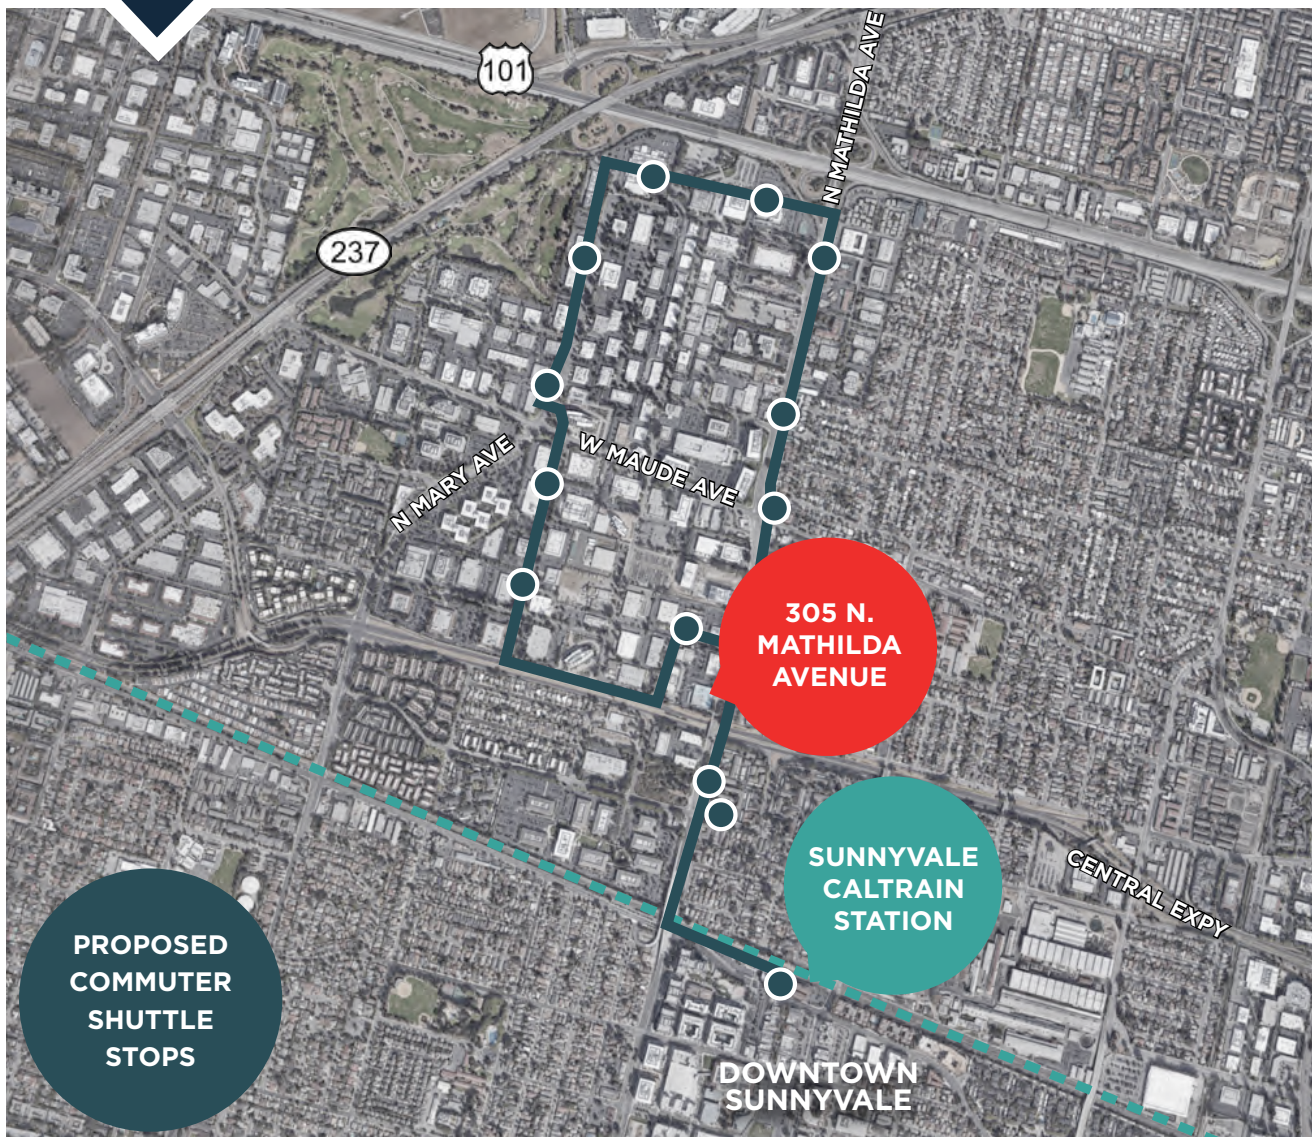 101
N MATHILDA AVE
237
W MAUDE AVE
N MARY AVE
305 N.
MATHILDA
AVENUE
SUNNYVALE
CALTRAIN
STATION
CENTRAL EXPY
PROPOSED
COMMUTER
SHUTTLE
STOPS
DOWNTOWN
SUNNYVALE